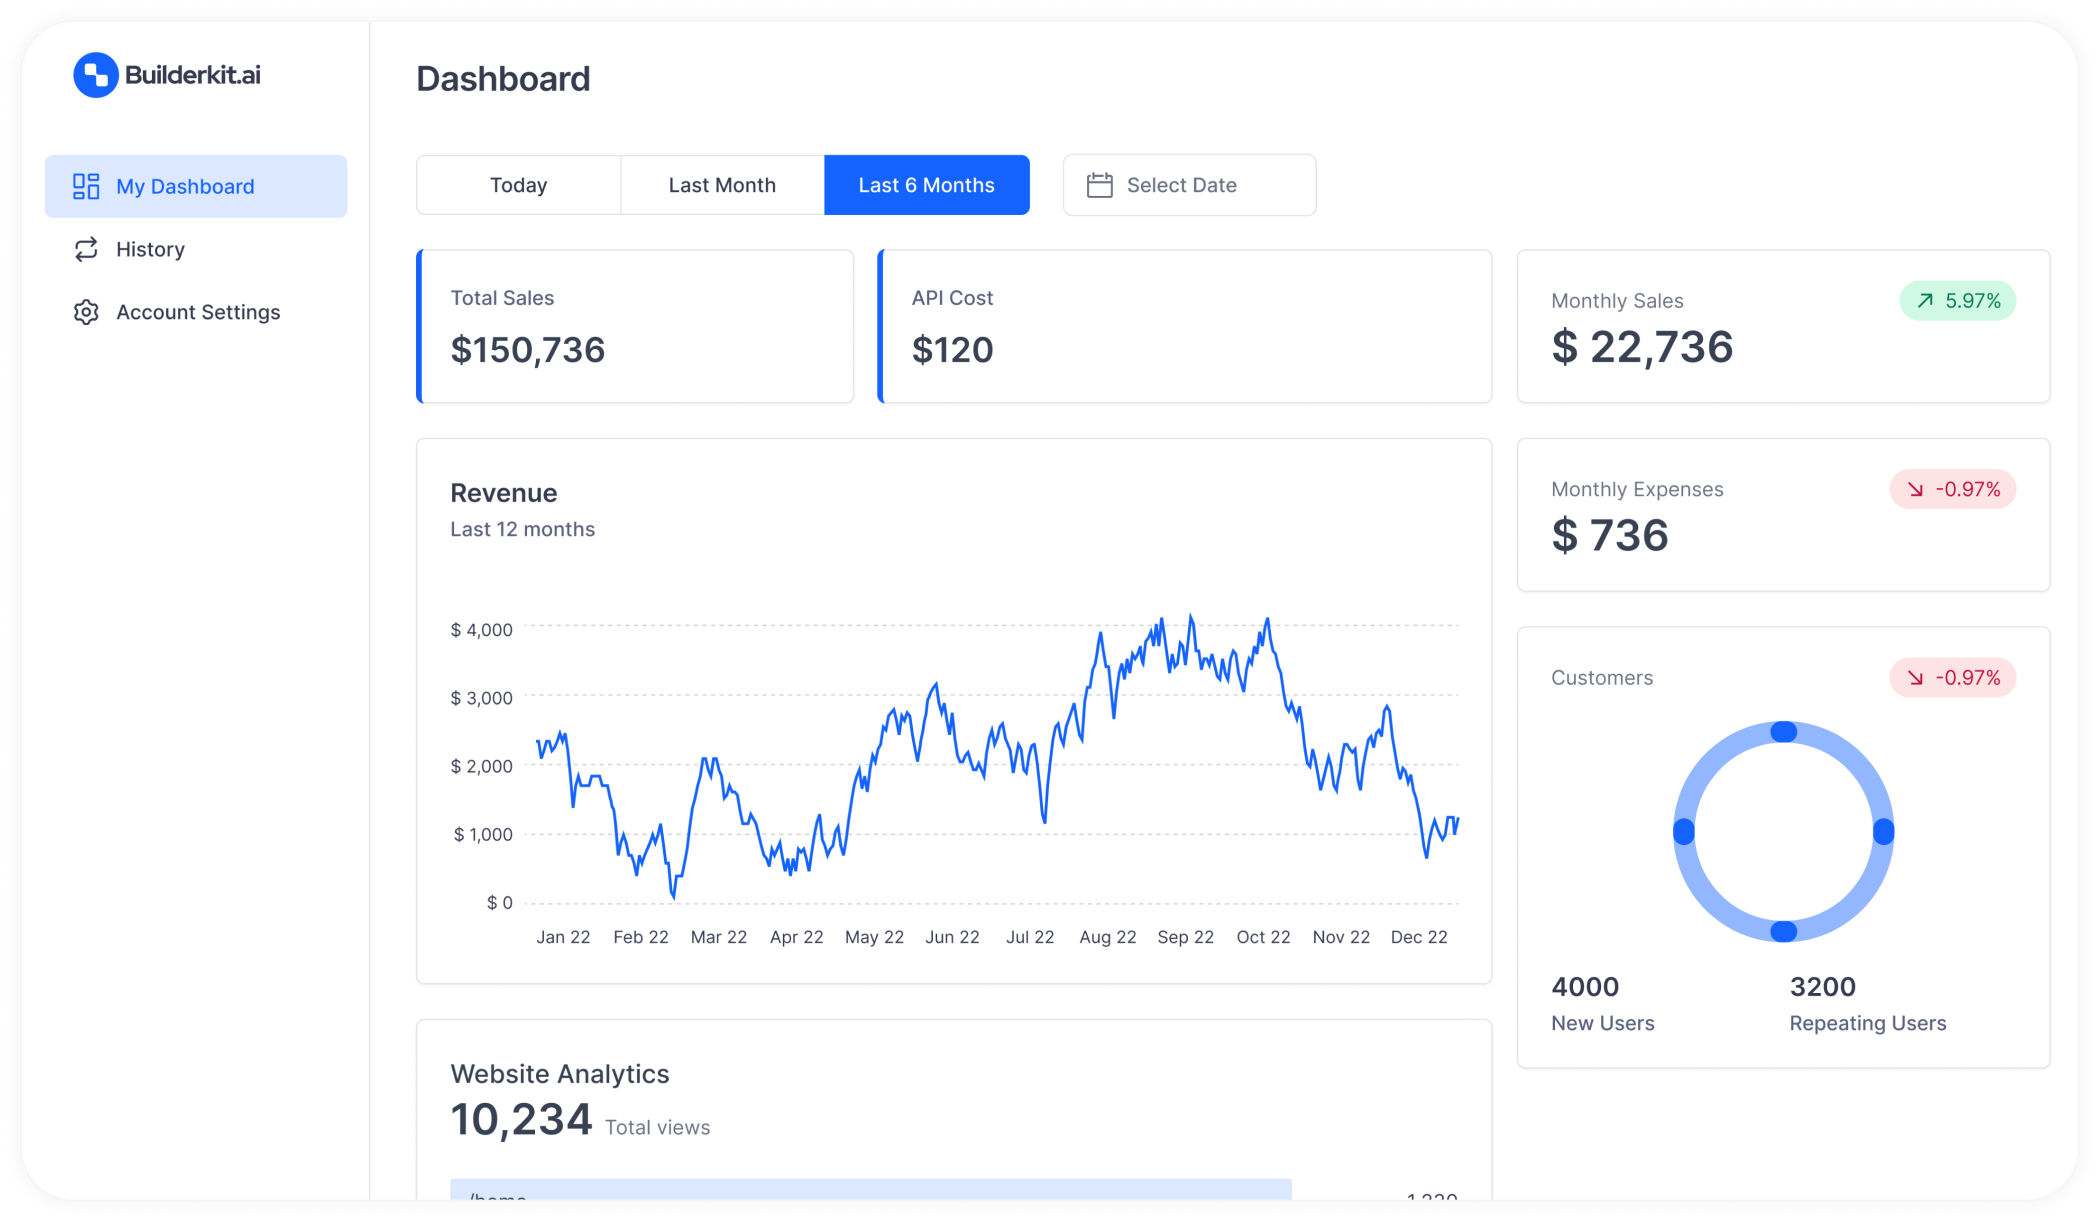 Builderkit.ai
My Dashboard
History
Account Settings
Dashboard
Today
Last Month
Last 6 Months
Select Date
Total Sales
$150,736
API Cost
$120
Monthly Sales
5.97%
$ 22,736
Revenue
Last 12 months
$ 4,000
$ 3,000
$ 2,000
$ 1,000
$ 0
Jan 22 Feb 22 Mar 22 Apr 22 May 22 Jun 22 Jul 22 Aug 22 Sep 22 Oct 22 Nov 22 Dec 22
Monthly Expenses
-0.97%
$ 736
Customers
-0.97%
4000
New Users
3200
Repeating Users
Website Analytics
10,234 Total views
/home